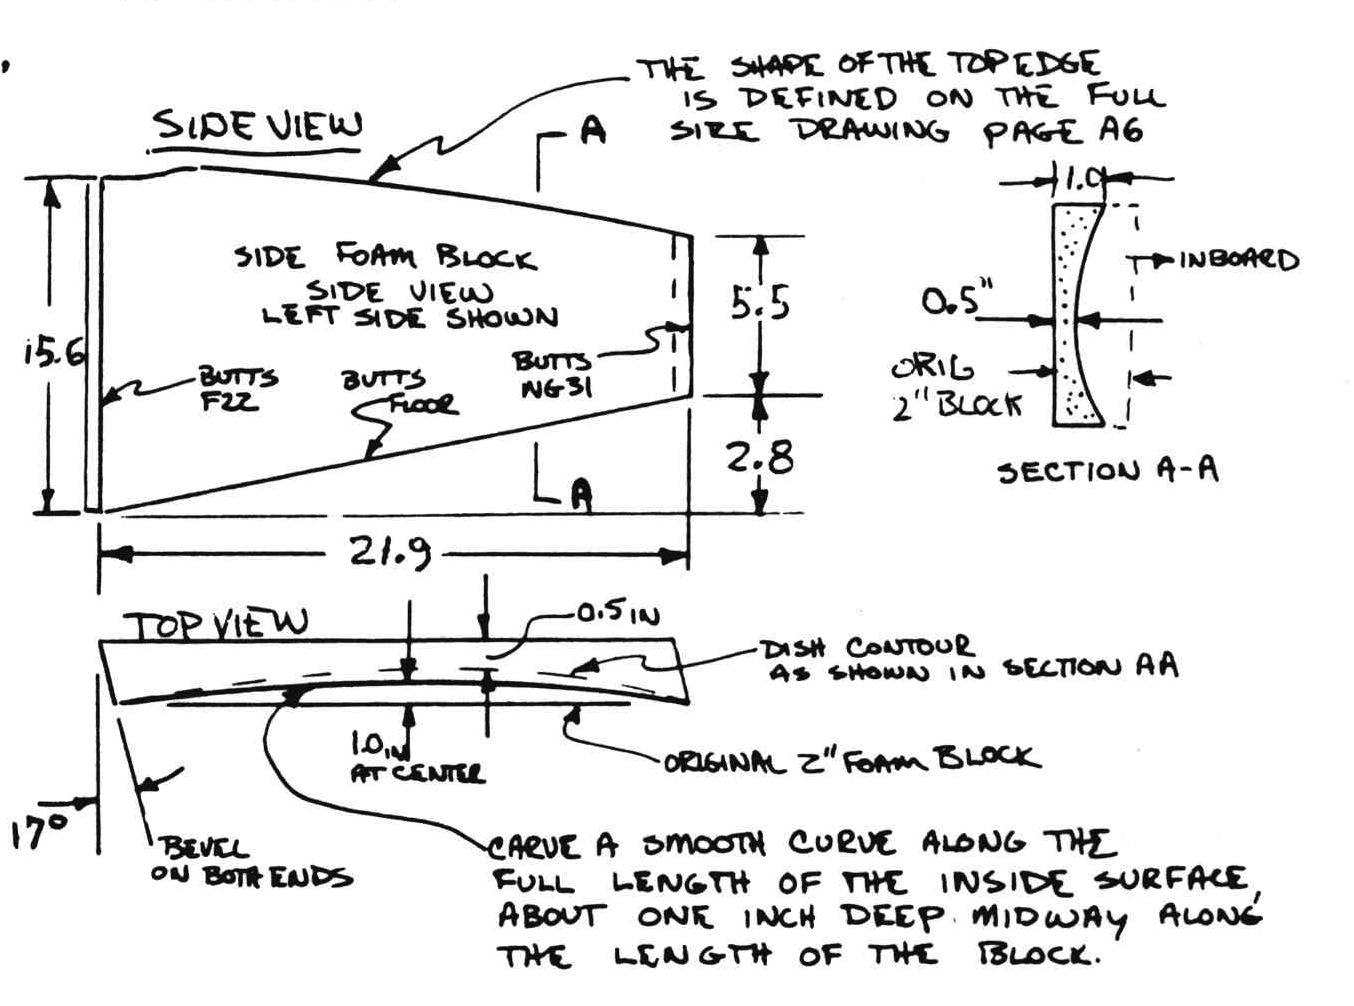 THE SHAPE OF THE TOP EDGE
IS DEFINED ON THE FULL
SIZE DRAWING PAGE A6
SIDE VIEW
A
1.0
SIDE FOAM BLOCK
SIDE VIEW
LEFT SIDE SHOWN
INBOARD
5.5
0.5"
15.6
BUTTS
F22
BUTTS
FLOOR
BUTTS
NG31
ORIG
2" BLOCK
2.8
A
SECTION A-A
21.9
TOP VIEW
0.5 IN
DISH CONTOUR
AS SHOWN IN SECTION AA
1.0 IN
AT CENTER
ORIGINAL 2" FOAM BLOCK
17°
BEVEL
ON BOTH ENDS
CARVE A SMOOTH CURVE ALONG THE
FULL LENGTH OF THE INSIDE SURFACE,
ABOUT ONE INCH DEEP MIDWAY ALONG
THE LENGTH OF THE BLOCK.